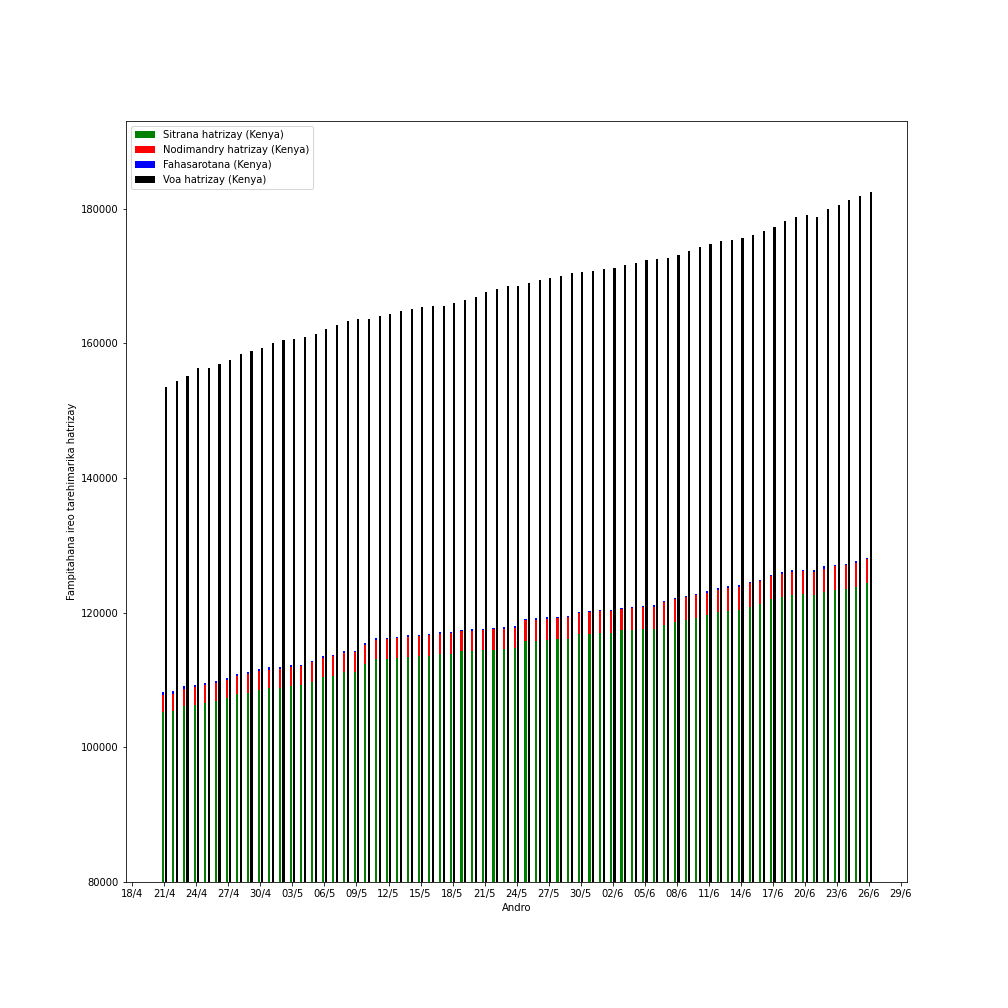 Sitrana hatrizay (Kenya)
Nodimandry hatrizay (Kenya)
Fahasarotana (Kenya)
Voa hatrizay (Kenya)
Fampitahana ireo tarehimarika hatrizay
180000
160000
140000
120000
100000
80000
18/4 21/4 24/4 27/4 30/4 03/5 06/5 09/5 12/5 15/5 18/5 21/5 24/5 27/5 30/5 02/6 05/6 08/6 11/6 14/6 17/6 20/6 23/6 26/6 29/6
Andro